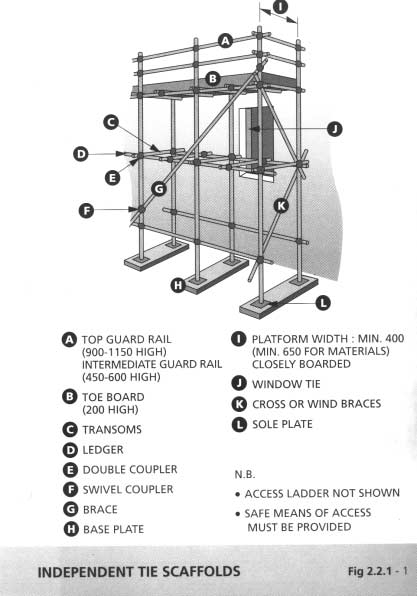 I
A
B
C
D
E
F
G
H
J
K
L
A TOP GUARD RAIL
(900-1150 HIGH)
INTERMEDIATE GUARD RAIL
(450-600 HIGH)
B TOE BOARD
(200 HIGH)
C TRANSOMS
D LEDGER
E DOUBLE COUPLER
F SWIVEL COUPLER
G BRACE
H BASE PLATE
I PLATFORM WIDTH : MIN. 400
(MIN. 650 FOR MATERIALS)
CLOSELY BOARDED
J WINDOW TIE
K CROSS OR WIND BRACES
L SOLE PLATE
N.B.
• ACCESS LADDER NOT SHOWN
• SAFE MEANS OF ACCESS
MUST BE PROVIDED
INDEPENDENT TIE SCAFFOLDS
Fig 2.2.1 - 1